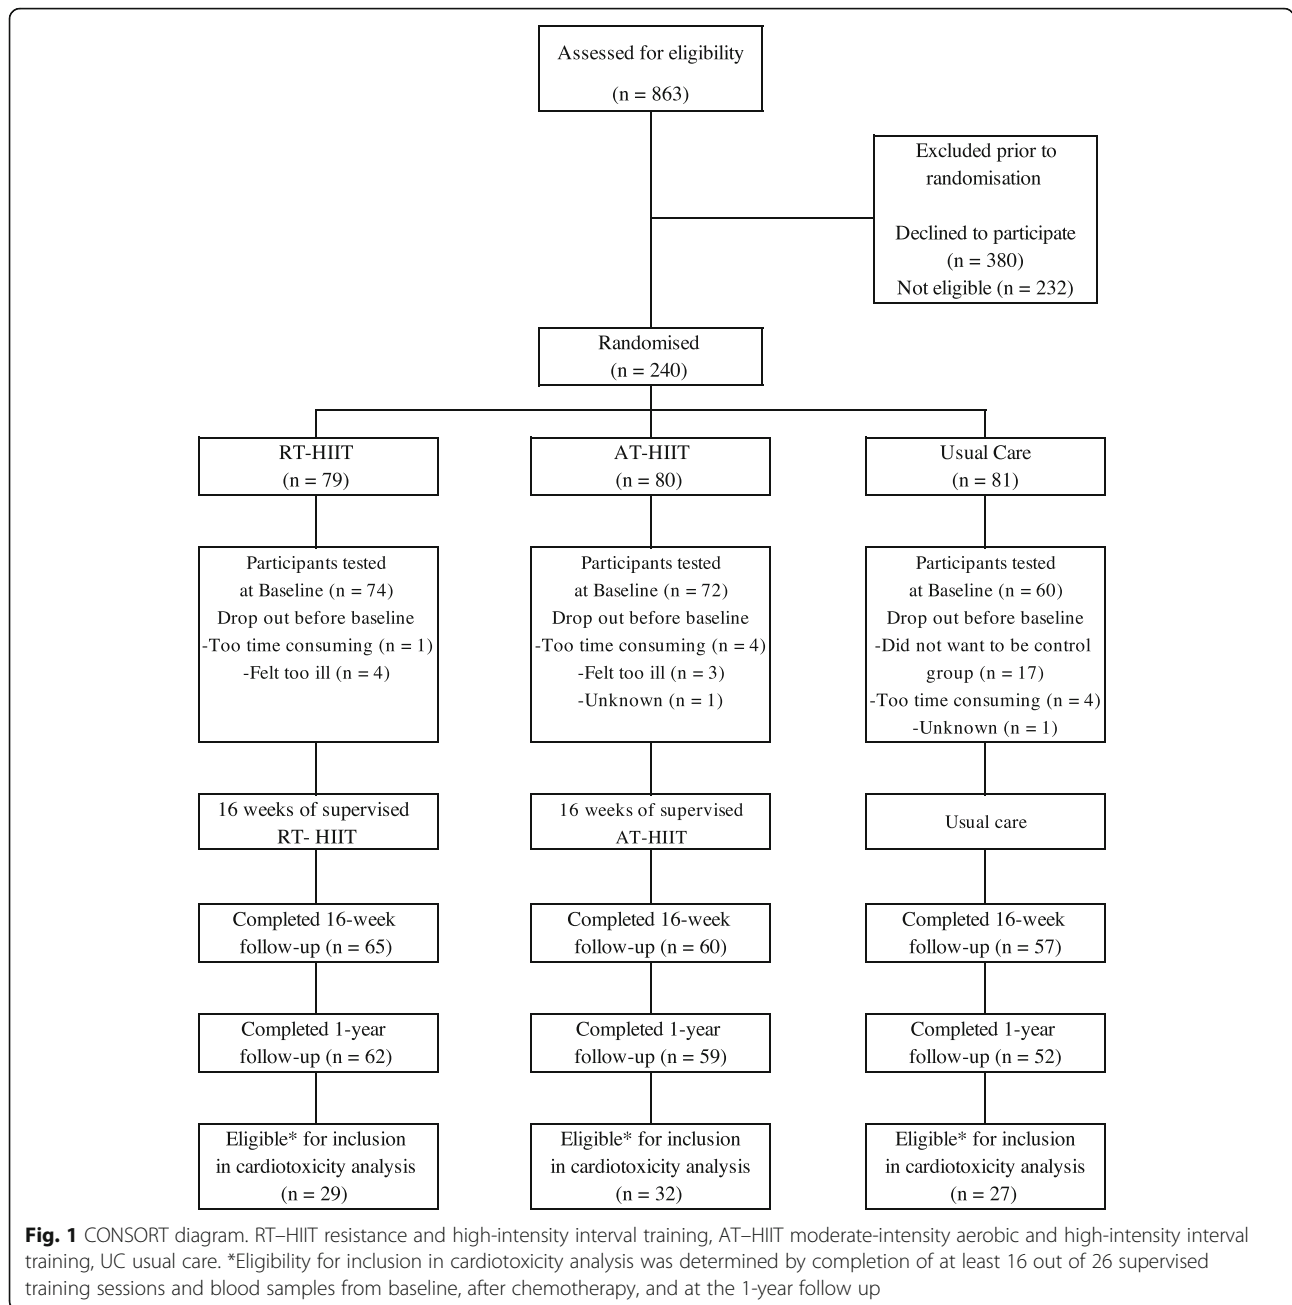 Assessed for eligibility
(n = 863)
Excluded prior to
randomisation
Declined to participate
(n = 380)
Not eligible (n = 232)
Randomised
(n = 240)
RT-HIIT
(n = 79)
AT-HIIT
(n = 80)
Usual Care
(n = 81)
Participants tested
at Baseline (n = 74)
Drop out before baseline
-Too time consuming (n = 1)
-Felt too ill (n = 4)
Participants tested
at Baseline (n = 72)
Drop out before baseline
-Too time consuming (n = 4)
-Felt too ill (n = 3)
-Unknown (n = 1)
Participants tested
at Baseline (n = 60)
Drop out before baseline
-Did not want to be control
group (n = 17)
-Too time consuming (n = 4)
-Unknown (n = 1)
16 weeks of supervised
RT- HIIT
16 weeks of supervised
AT-HIIT
Usual care
Completed 16-week
follow-up (n = 65)
Completed 16-week
follow-up (n = 60)
Completed 16-week
follow-up (n = 57)
Completed 1-year
follow-up (n = 62)
Completed 1-year
follow-up (n = 59)
Completed 1-year
follow-up (n = 52)
Eligible* for inclusion
in cardiotoxicity analysis
(n = 29)
Eligible* for inclusion
in cardiotoxicity analysis
(n = 32)
Eligible* for inclusion
in cardiotoxicity analysis
(n = 27)
Fig. 1 CONSORT diagram. RT–HIIT resistance and high-intensity interval training, AT–HIIT moderate-intensity aerobic and high-intensity interval
training, UC usual care. *Eligibility for inclusion in cardiotoxicity analysis was determined by completion of at least 16 out of 26 supervised
training sessions and blood samples from baseline, after chemotherapy, and at the 1-year follow up